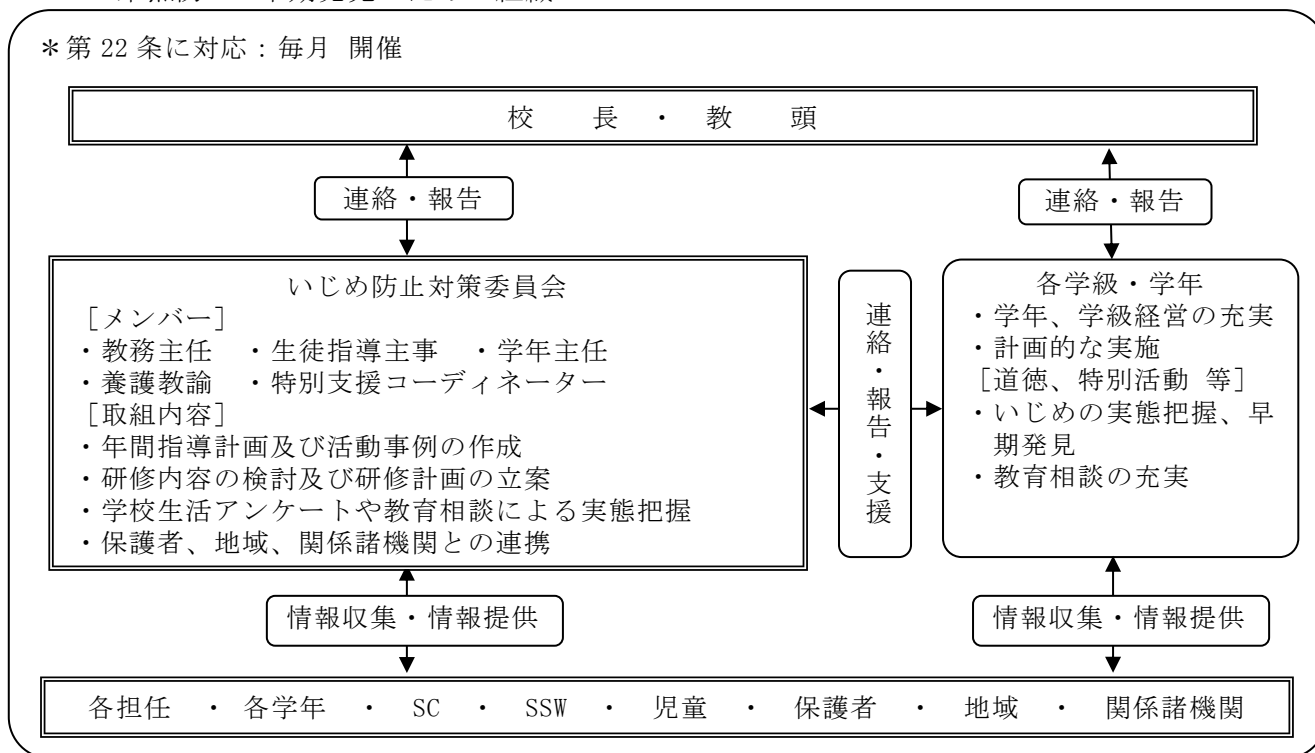 *第22条に対応：毎月 開催
校 長 ・ 教 頭
連絡・報告
連絡・報告
いじめ防止対策委員会
［メンバー］
・教務主任 ・生徒指導主事 ・学年主任
・養護教諭 ・特別支援コーディネーター
［取組内容］
・年間指導計画及び活動事例の作成
・研修内容の検討及び研修計画の立案
・学校生活アンケートや教育相談による実態把握
・保護者、地域、関係諸機関との連携
連絡・報告・支援
各学級・学年
・学年、学級経営の充実
・計画的な実施
［道徳、特別活動 等］
・いじめの実態把握、早
期発見
・教育相談の充実
情報収集・情報提供
情報収集・情報提供
各担任 ・ 各学年 ・ SC ・ SSW ・ 児童 ・ 保護者 ・ 地域 ・ 関係諸機関